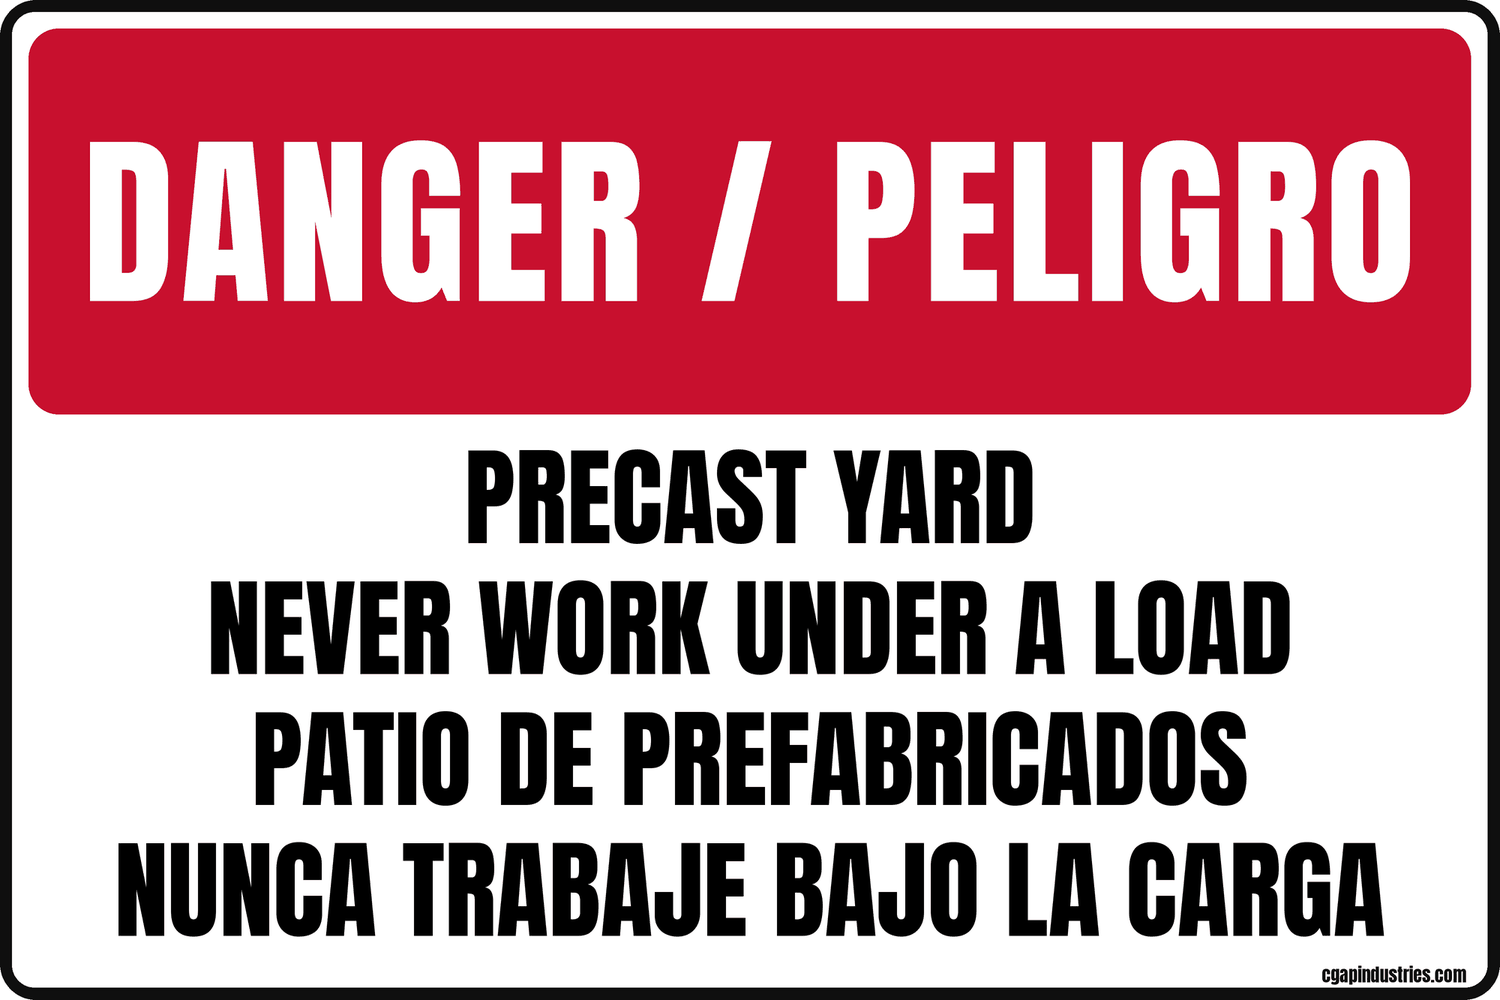 DANGER / PELIGRO
PRECAST YARD
NEVER WORK UNDER A LOAD
PATIO DE PREFABRICADOS
NUNCA TRABAJE BAJO LA CARGA
cgapindustries.com